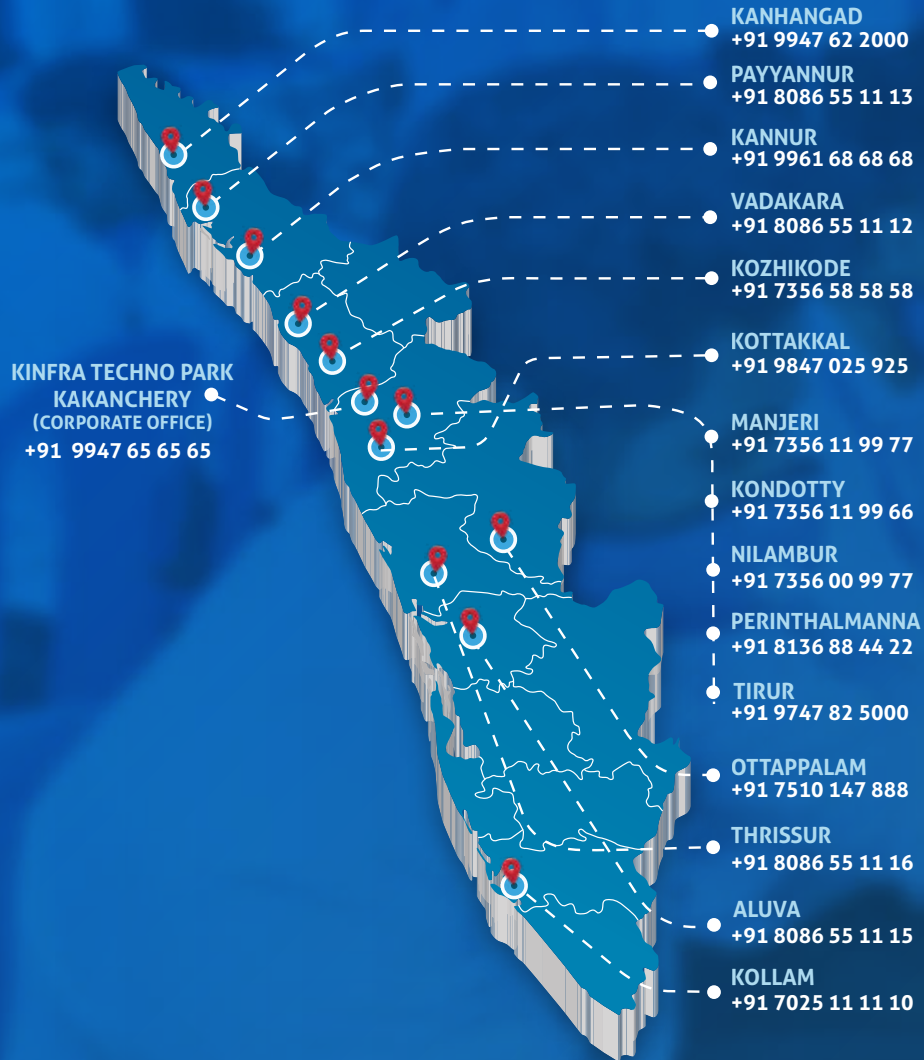 KANHANGAD
+91 9947 62 2000
PAYYANNUR
+91 8086 55 11 13
KANNUR
+91 9961 68 68 68
VADAKARA
+91 8086 55 11 12
KOZHIKODE
+91 7356 58 58 58
KOTTAKKAL
+91 9847 025 925
KINFRA TECHNO PARK
KAKANCHERY
(CORPORATE OFFICE)
+91 9947 65 65 65
MANJERI
+91 7356 11 99 77
KONDOTTY
+91 7356 11 99 66
NILAMBUR
+91 7356 00 99 77
PERINTHALMANNA
+91 8136 88 44 22
TIRUR
+91 9747 82 5000
OTTAPPALAM
+91 7510 147 888
THRISSUR
+91 8086 55 11 16
ALUVA
+91 8086 55 11 15
KOLLAM
+91 7025 11 11 10